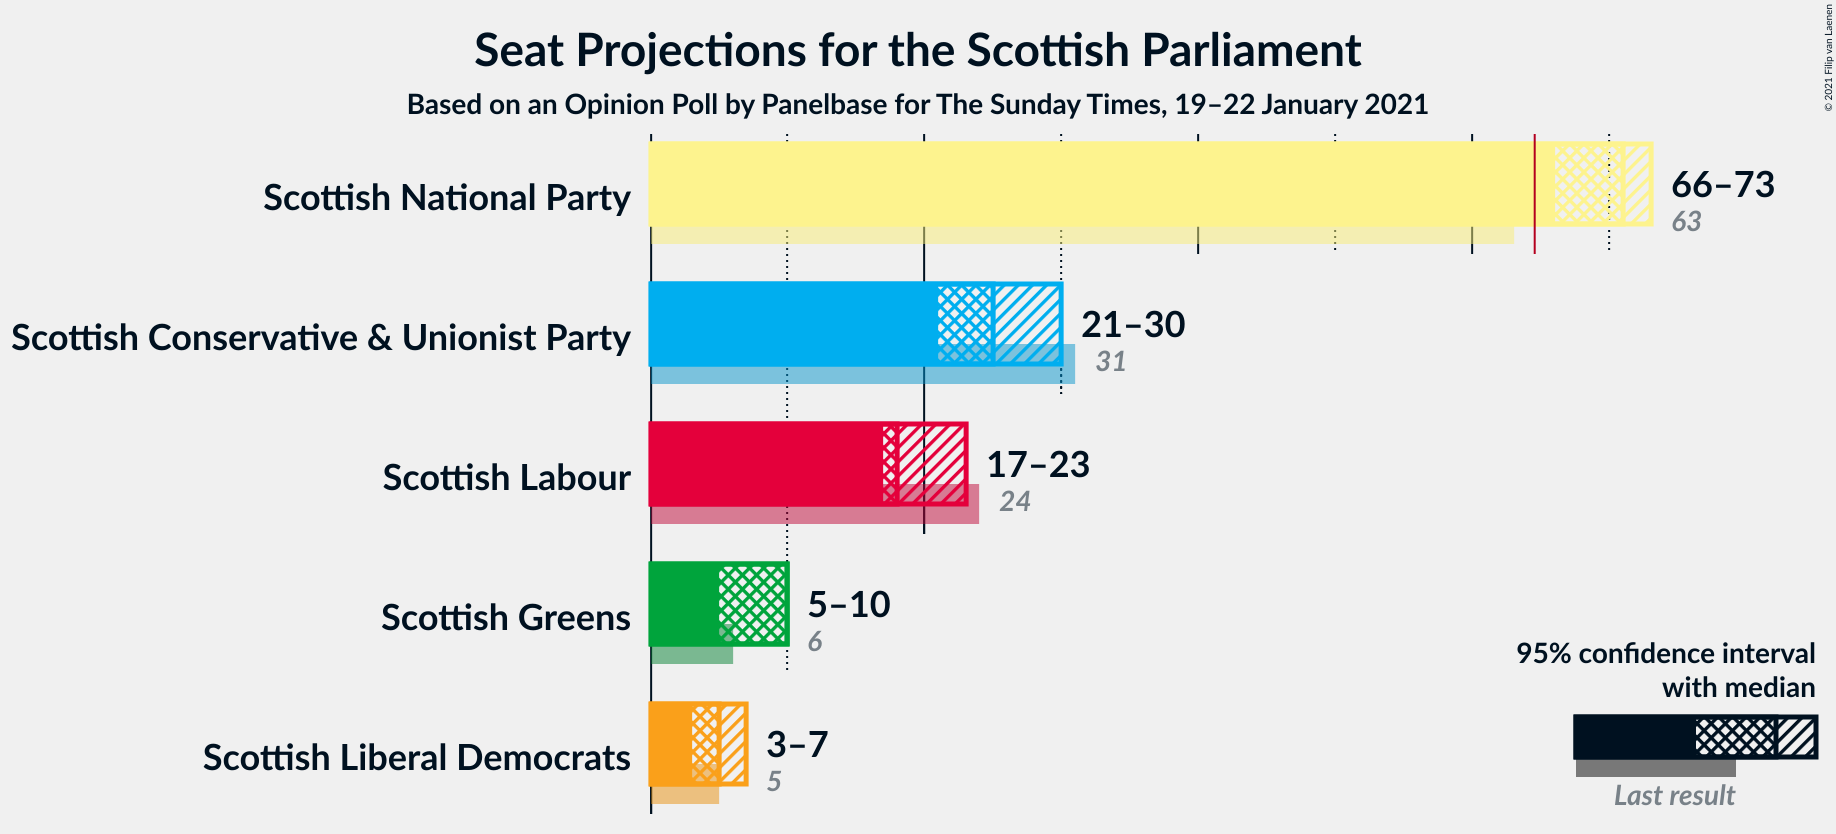 Seat Projections for the Scottish Parliament
Based on an Opinion Poll by Panelbase for The Sunday Times, 19–22 January 2021
© 2021 Filip van Laenen
Scottish National Party
66–73
63
Scottish Conservative & Unionist Party
21–30
31
Scottish Labour
17–23
24
Scottish Greens
5–10
6
Scottish Liberal Democrats
3–7
5
95% confidence interval
with median
Last result